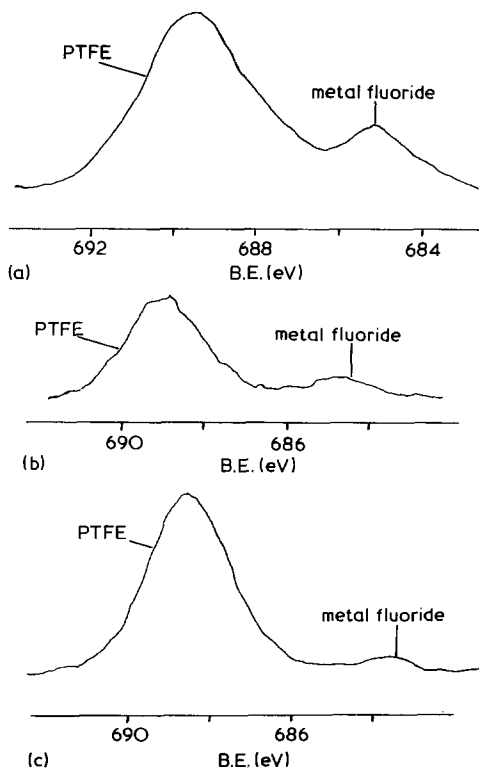 PTFE
metal fluoride
692 688 684
(a) B.E. (eV)
PTFE
metal fluoride
690 686
(b) B.E. (eV)
PTFE
metal fluoride
690 686
(c) B.E. (eV)